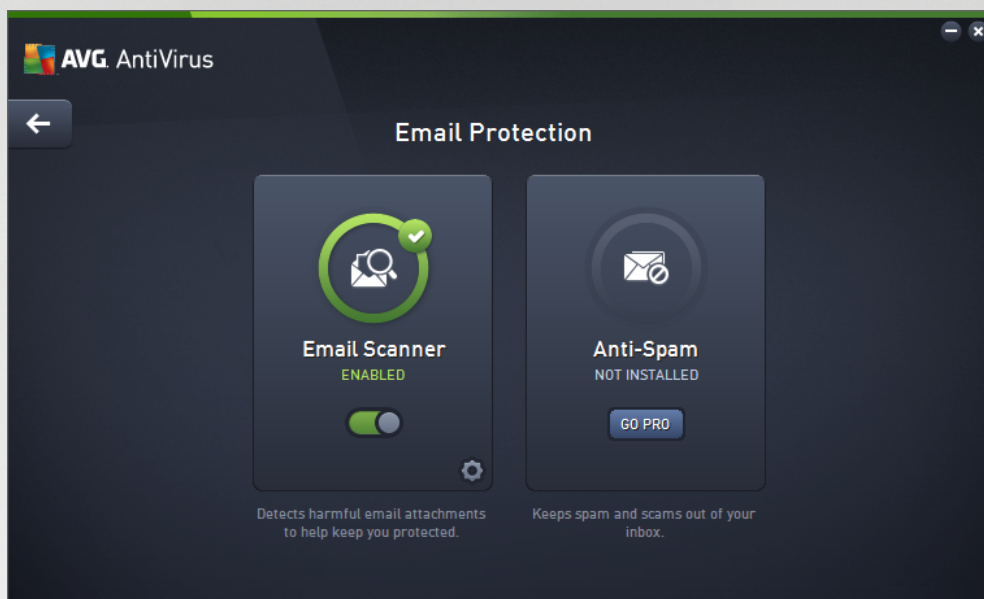 AVG. AntiVirus
Email Protection
Email Scanner
ENABLED
Detects harmful email attachments
to help keep you protected.
Anti-Spam
NOT INSTALLED
GO PRO
Keeps spam and scams out of your
inbox.